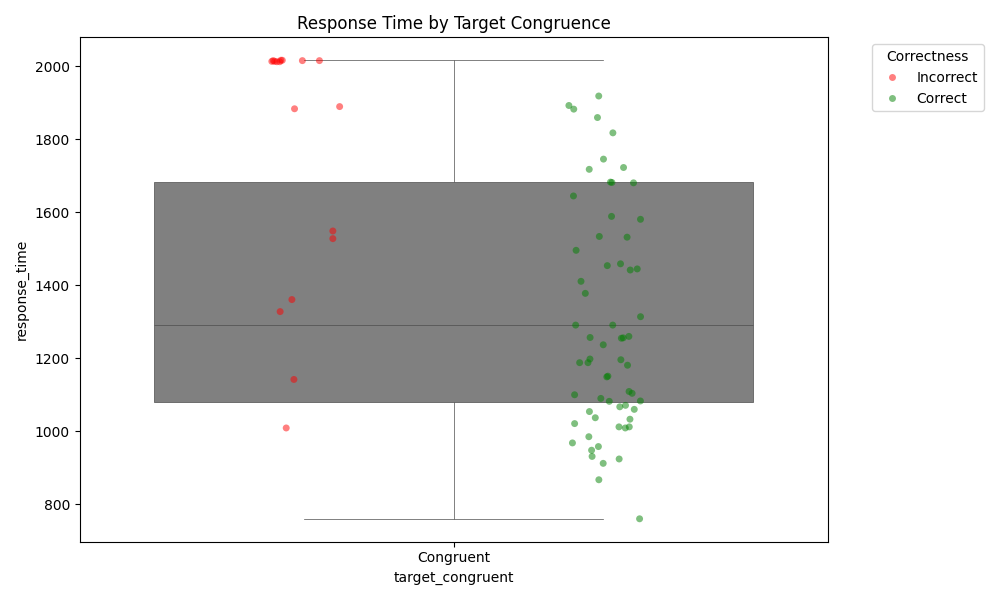 Response Time by Target Congruence
Correctness
Incorrect
Correct
2000
1800
1600
1400
1200
1000
800
response_time
Congruent
target_congruent